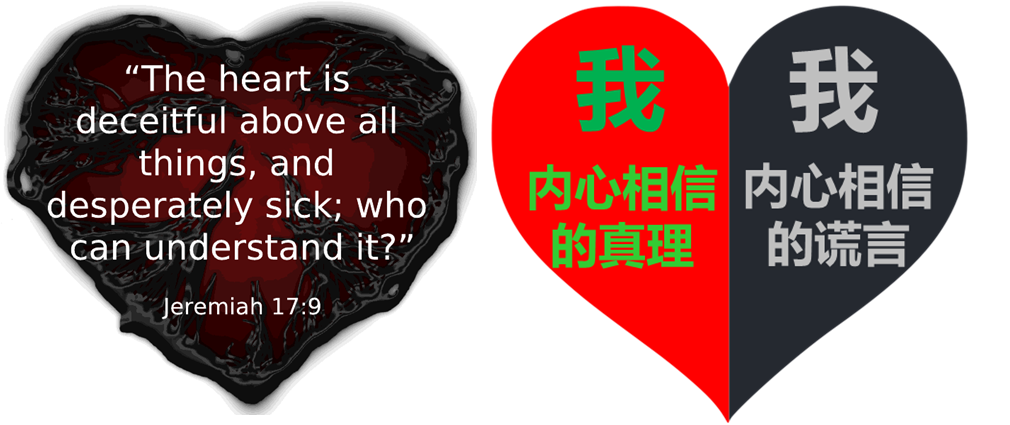 “The heart is
deceitful above all
things, and
desperately sick; who
can understand it?”
Jeremiah 17:9
我
内心相信
的真理
我
内心相信
的谎言